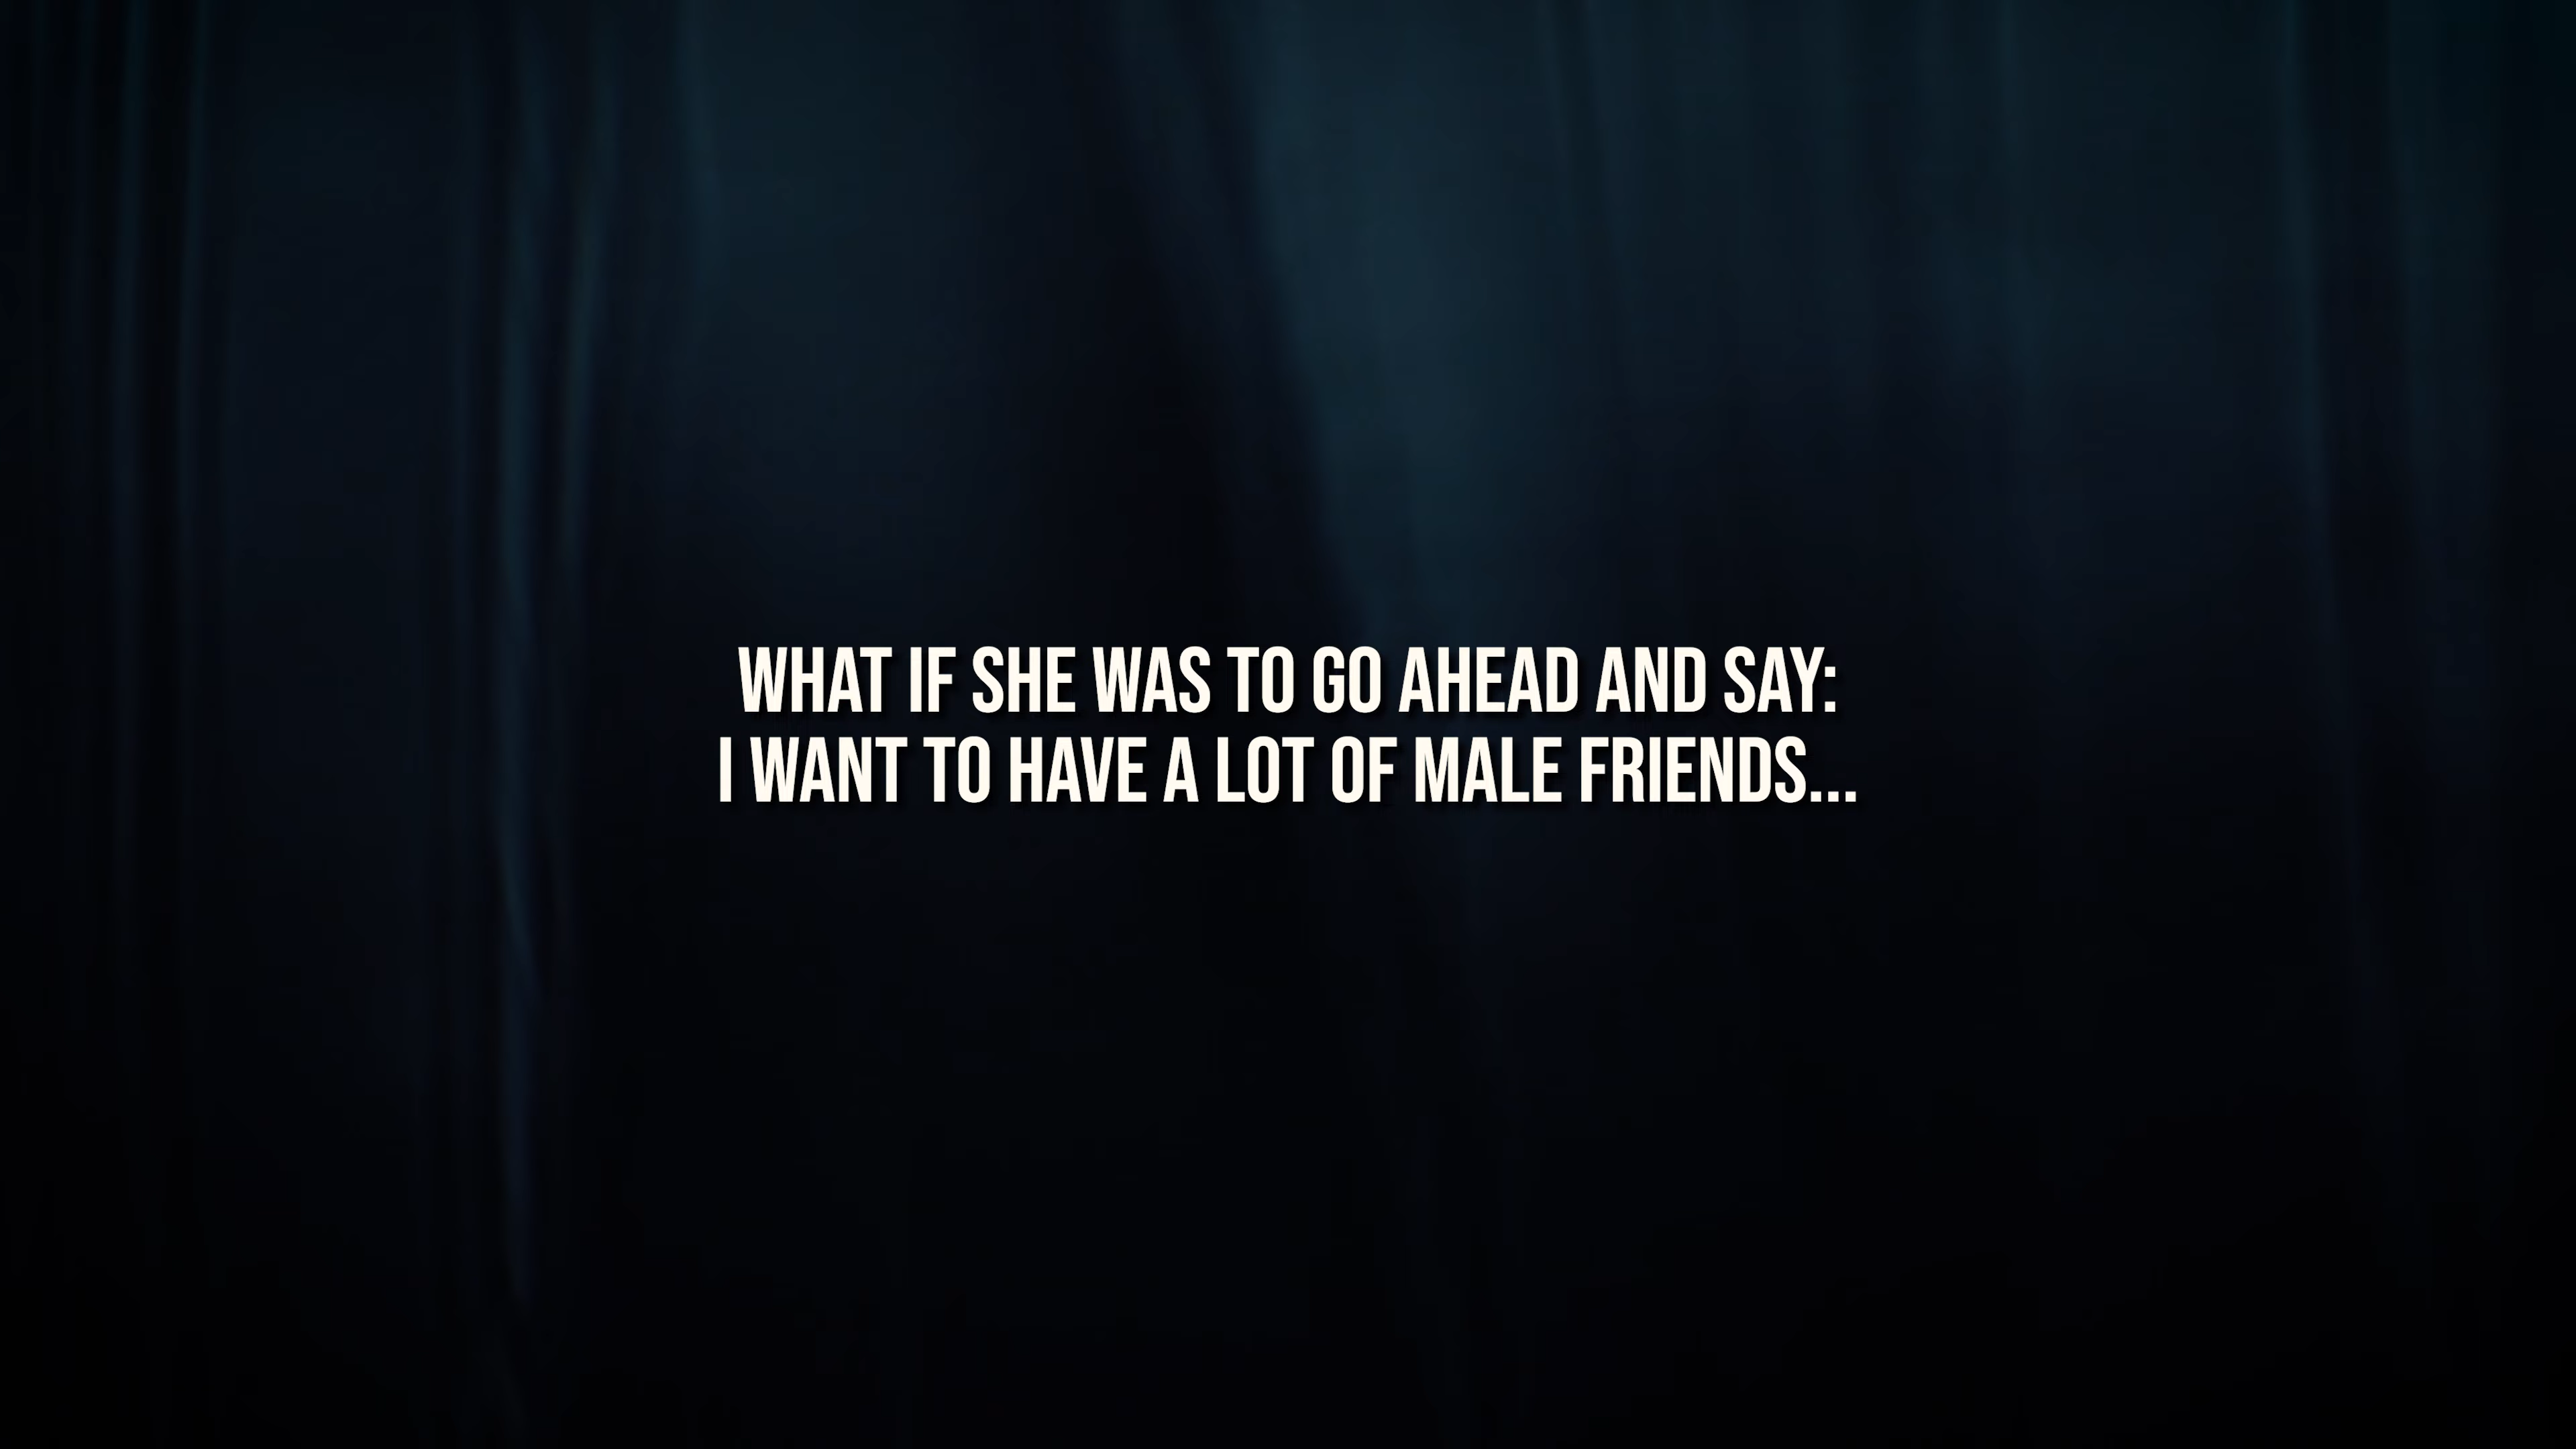 WHAT IF SHE WAS TO GO AHEAD AND SAY:
I WANT TO HAVE A LOT OF MALE FRIENDS...